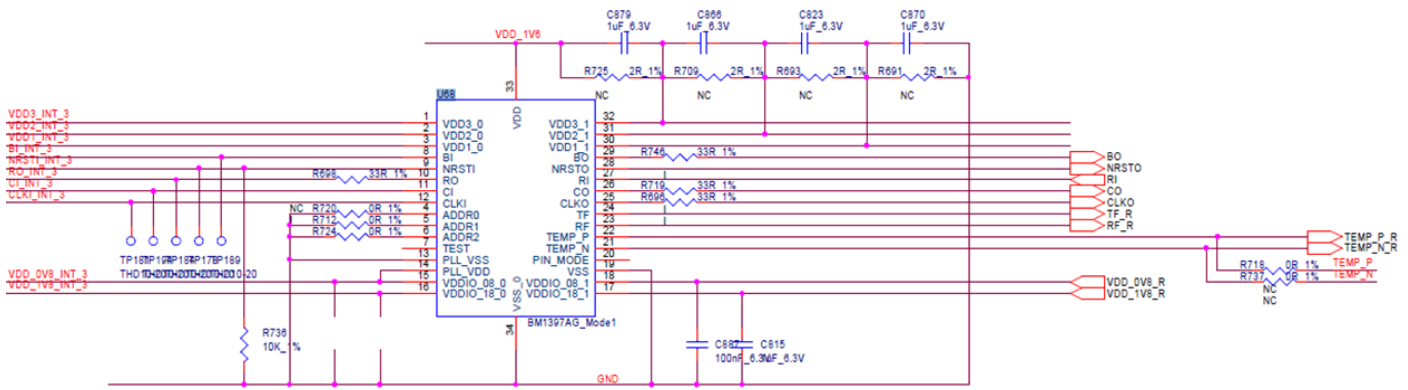 C879
1uF_6.3V
C866
1uF_6.3V
C823
1uF_6.3V
C870
1uF_6.3V
VDD_1V6
R725 2R_1%
R709 2R_1%
R693 2R_1%
R691 2R_1%
NC
NC
NC
NC
33
U68
VDD
VDD3_INT_3
VDD2_INT_3
VDD1_INT_3
BI_INT_3
NRSTI_INT_3
RO_INT_3
CI_INT_3
CLKI_INT_3
R698 33R_1%
NC R720 0R_1%
R712 0R_1%
R724 0R_1%
VDD_0V8_INT_3
VDD_1V8_INT_3
1 VDD3_0
2 VDD2_0
3 VDD1_0
8 BI
9 NRSTI
10 RO
11 CI
12 CLKI
4 ADDR0
5 ADDR1
6 ADDR2
7 TEST
13 PLL_VSS
14 PLL_VDD
15 VDDIO_08_0
16 VDDIO_18_0
VDD3_1 32
VDD2_1 31
VDD1_1 30
BO 29
NRSTO 28
RI 27
CO 26
CLKO 25
TF 24
RF 23
TEMP_P 22
TEMP_N 21
PIN_MODE 20
VSS 19
VDDIO_08_1 18
VDDIO_18_1 17
VSS_0
34
BM1397AG_Mode1
R746 33R_1%
R719 33R_1%
R696 33R_1%
BO
NRSTO
RI
CO
CLKO
TF_R
RF_R
TEMP_P_R
TEMP_N_R
R718 0R_1% TEMP_P
R737 0R_1% TEMP_N
NC
NC
VDD_0V8_R
VDD_1V8_R
TP189
R736
10K_1%
C815
100nF_6.3V
GND